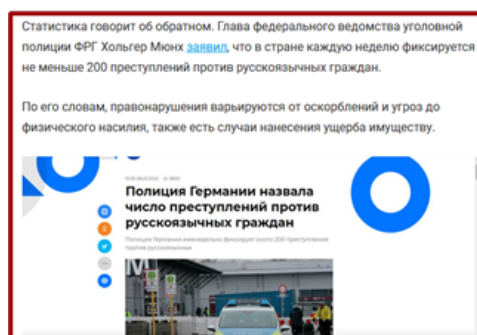 Статистика говорит об обратном. Глава федерального ведомства уголовной
полиции ФРГ Хольгер Мюнх заявил, что в стране каждую неделю фиксируется
не меньше 200 преступлений против русскоязычных граждан.
По его словам, правонарушения варьируются от оскорблений и угроз до
физического насилия, также есть случаи нанесения ущерба имуществу.
Полиция Германии назвала
число преступлений против
русскоязычных граждан
Полиция Германии еженедельно фиксирует около 200 преступлений
против русскоязычных